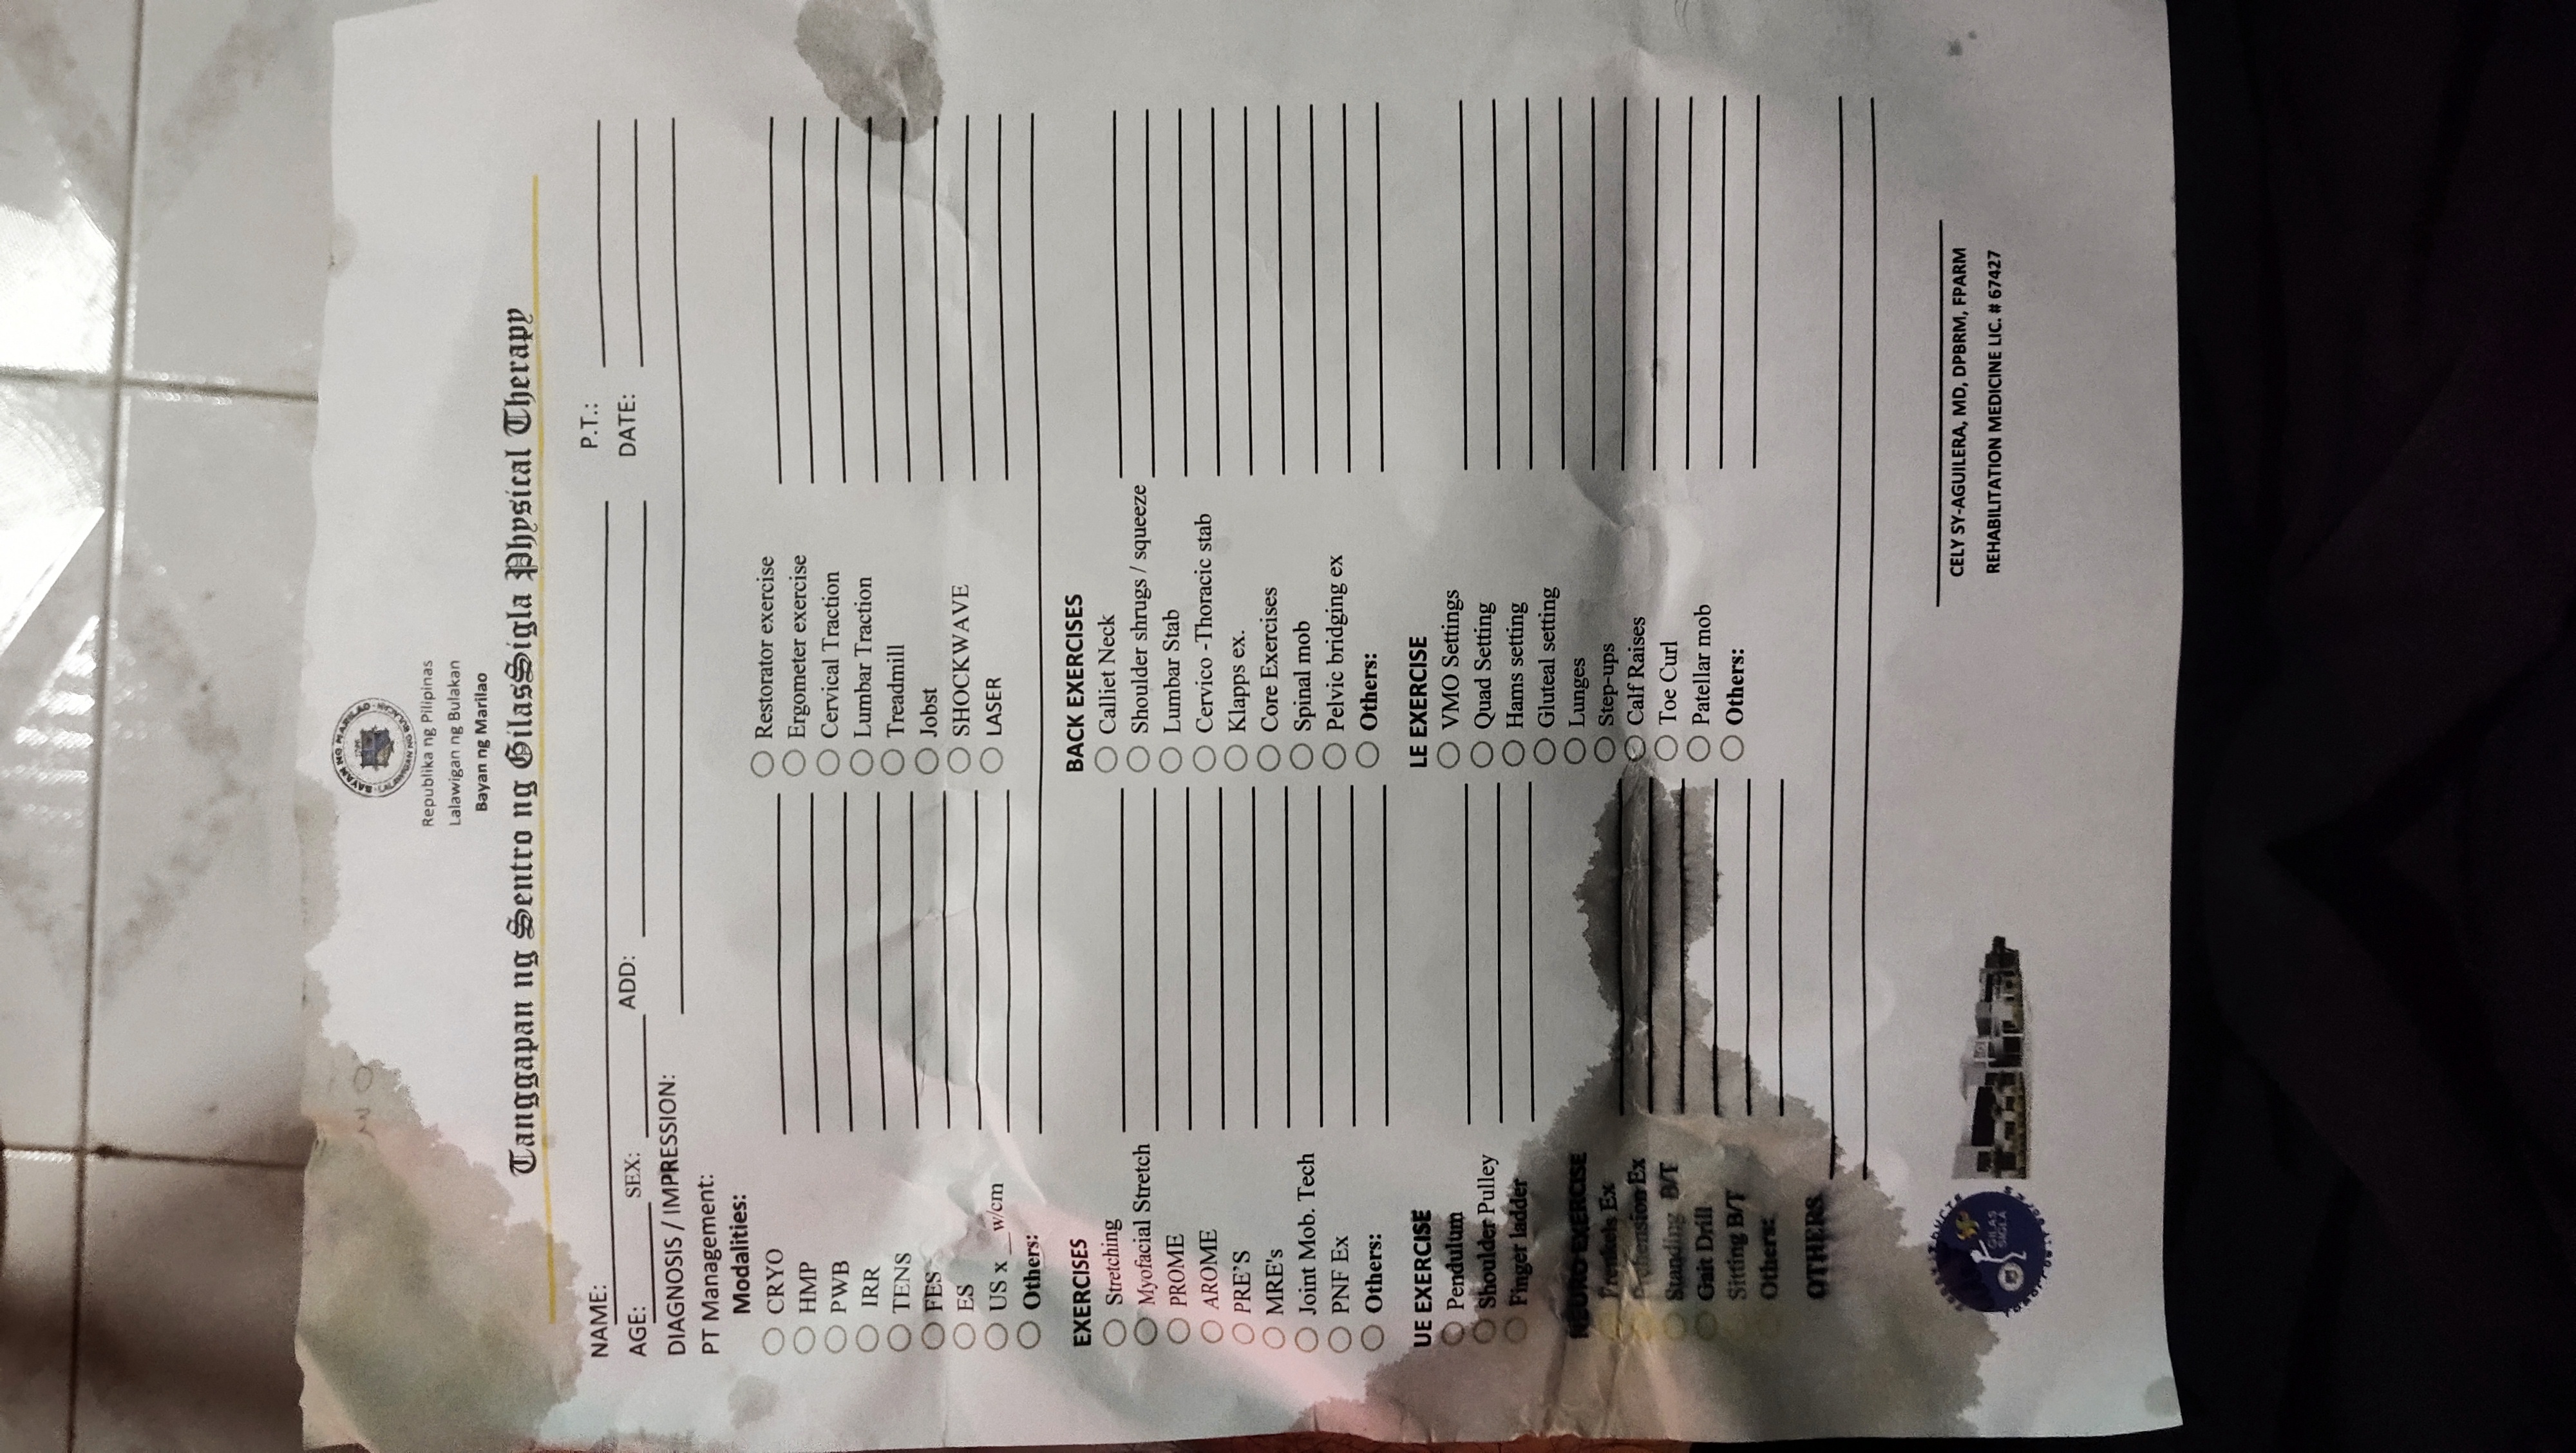 BAYAN NG MARILAO
LALAWIGAN NG BULACAN
Republika ng Pilipinas
Lalawigan ng Bulakan
Bayan ng Marilao
Tanggapan ng Sentro ng GilasSigla Physical Therapy
NAME: P.T.:
AGE: SEX: ADD: DATE:
DIAGNOSIS / IMPRESSION:
PT Management:
Modalities:
CRYO
HMP
PWB
IRR
TENS
FES
ES
US x __w/cm
Restorator exercise
Ergometer exercise
Cervical Traction
Lumbar Traction
Treadmill
Jobst
SHOCKWAVE
LASER
Others:
EXERCISES
Stretching
Myofacial Stretch
PROME
AROME
PRE'S
MRE's
Joint Mob. Tech
PNF Ex
Others:
BACK EXERCISES
Calliet Neck
Shoulder shrugs / squeeze
Lumbar Stab
Cervico -Thoracic stab
Klapps ex.
Core Exercises
Spinal mob
Pelvic bridging ex
Others:
UE EXERCISE
Pendulum
Shoulder Pulley
Finger ladder
NEURO EXERCISE
Frenkels Ex
Prehension Ex
Standing B/T
Gait Drill
Sitting B/T
Others:
LE EXERCISE
VMO Settings
Quad Setting
Hams setting
Gluteal setting
Lunges
Step-ups
Calf Raises
Toe Curl
Patellar mob
Others:
OTHERS
GILAS
SIGLA
CELY SY-AGUILERA, MD, DPBRM, FPARM
REHABILITATION MEDICINE LIC. # 67427